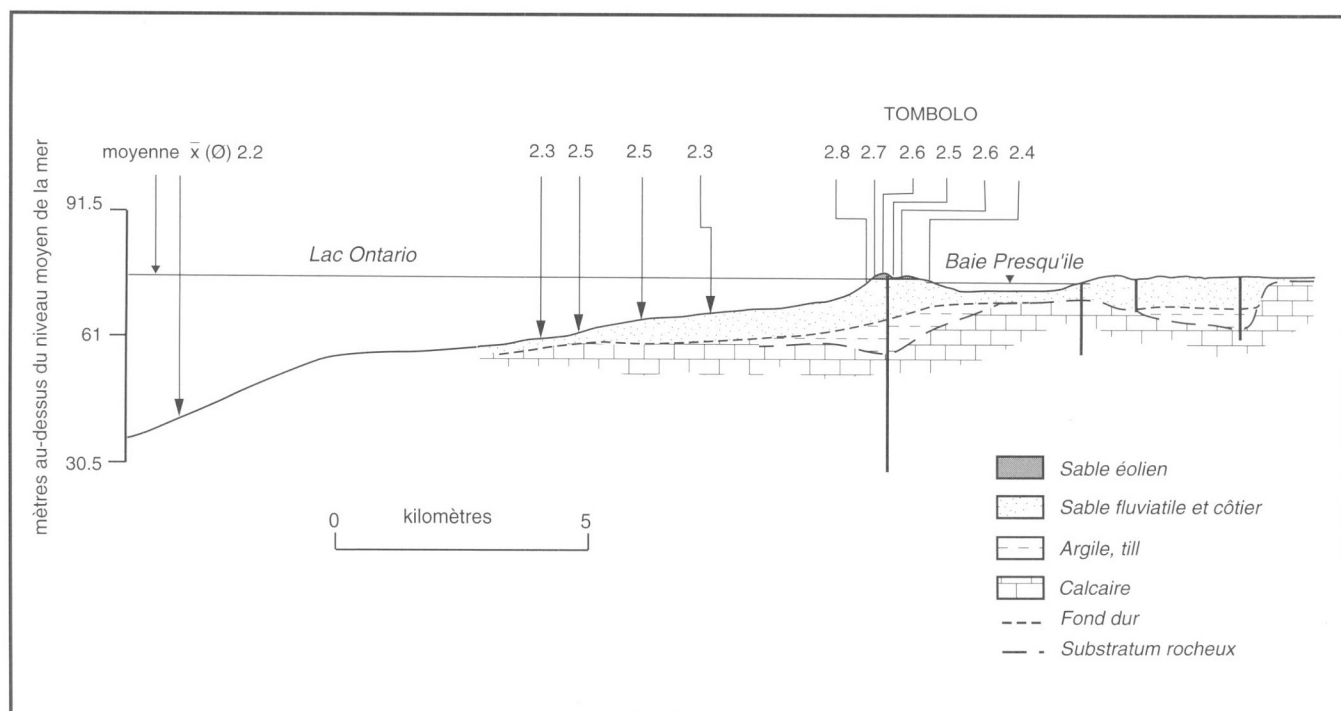 TOMBOLO
moyenne x̄ (Ø) 2.2 2.3 2.5 2.5 2.3 2.8 2.7 2.6 2.5 2.6 2.4
mètres au-dessus du niveau moyen de la mer
91.5
Lac Ontario
Baie Presqu'ile
61
30.5
0 kilomètres 5
Sable éolien
Sable fluviatile et côtier
Argile, till
Calcaire
Fond dur
Substratum rocheux